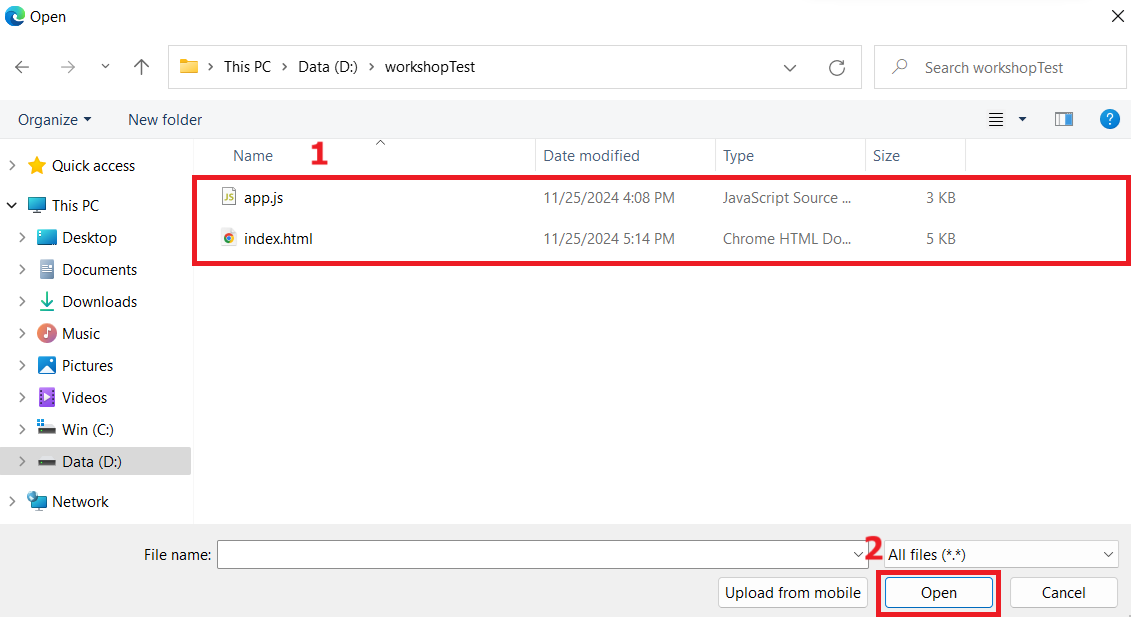 Open
This PC > Data (D:) > workshopTest
Search workshopTest
Organize
New folder
?
Name 1 Date modified Type Size
Quick access
This PC
Desktop
Documents
Downloads
Music
Pictures
Videos
Win (C:)
Data (D:)
Network
JS app.js 11/25/2024 4:08 PM JavaScript Source ... 3 KB
index.html 11/25/2024 5:14 PM Chrome HTML Do... 5 KB
File name: 2 All files (*.*)
Upload from mobile Open Cancel